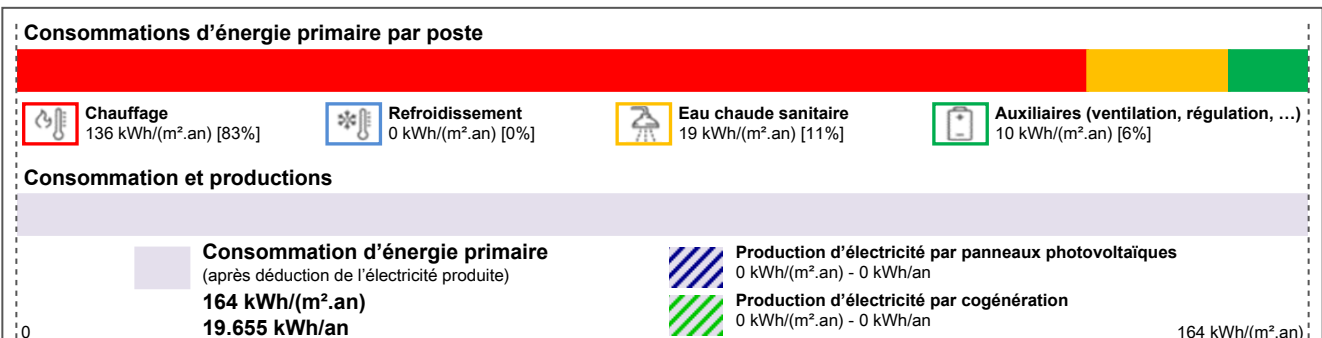 Consommations d’énergie primaire par poste
Chauffage
136 kWh/(m².an) [83%]
Refroidissement
0 kWh/(m².an) [0%]
Eau chaude sanitaire
19 kWh/(m².an) [11%]
Auxiliaires (ventilation, régulation, …)
10 kWh/(m².an) [6%]
Consommation et productions
Consommation d’énergie primaire
(après déduction de l’électricité produite)
164 kWh/(m².an)
19.655 kWh/an
Production d’électricité par panneaux photovoltaïques
0 kWh/(m².an) - 0 kWh/an
Production d’électricité par cogénération
0 kWh/(m².an) - 0 kWh/an
0
164 kWh/(m².an)